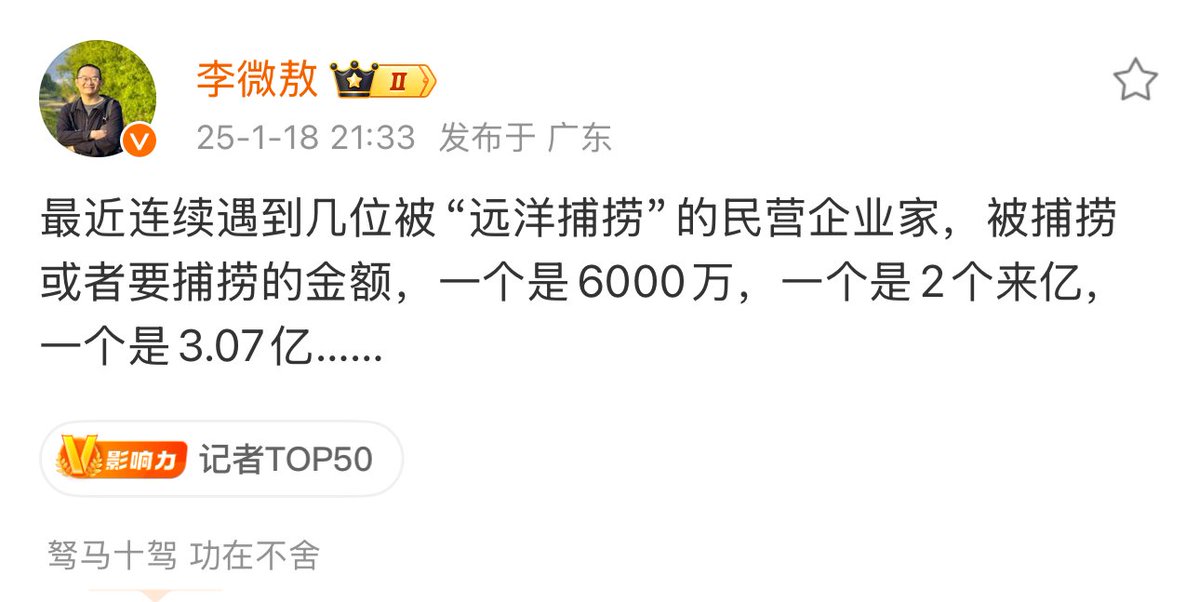 李微敖 II
25-1-18 21:33 发布于 广东
最近连续遇到几位被“远洋捕捞”的民营企业家，被捕捞
或者要捕捞的金额，一个是6000万，一个是2个来亿，
一个是3.07亿......
V影响力 记者TOP50
驽马十驾 功在不舍